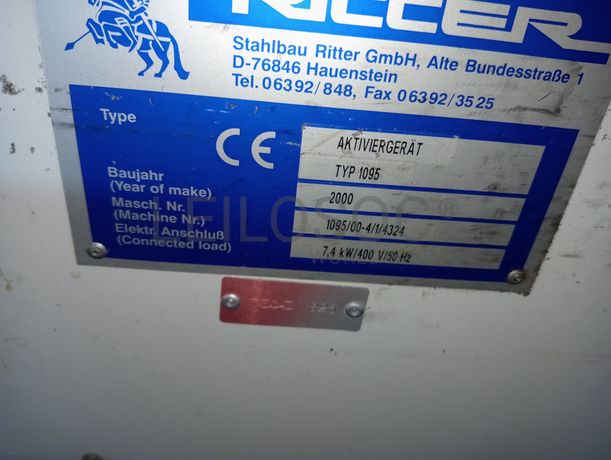 RITTER
Stahlbau Ritter GmbH, Alte Bundesstraße 1
D-76846 Hauenstein
Tel. 06392/848, Fax 06392/3525
Type
CE
AKTIVIERGERÄT
TYP 1095
Baujahr
(Year of make)
2000
Masch. Nr.
(Machine Nr.)
1095/00-4/1/4324
Elektr. Anschluß
(Connected load)
7,4 kW/400 V/50 Hz
FILOSOS®
WORLD